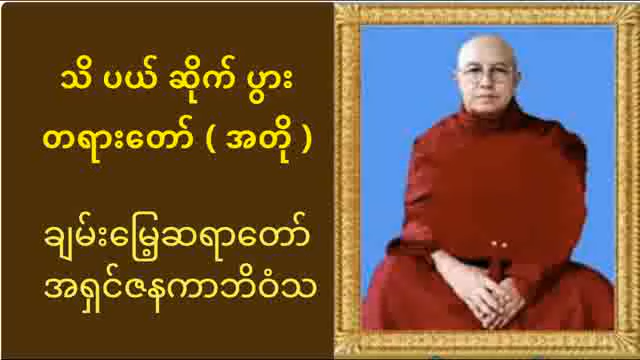 သိ ပယ် ဆိုက် ပွား
တရားတော် ( အတို )
ချမ်းမြေ့ဆရာတော်
အရှင်ဇနကာဘိဝံသ